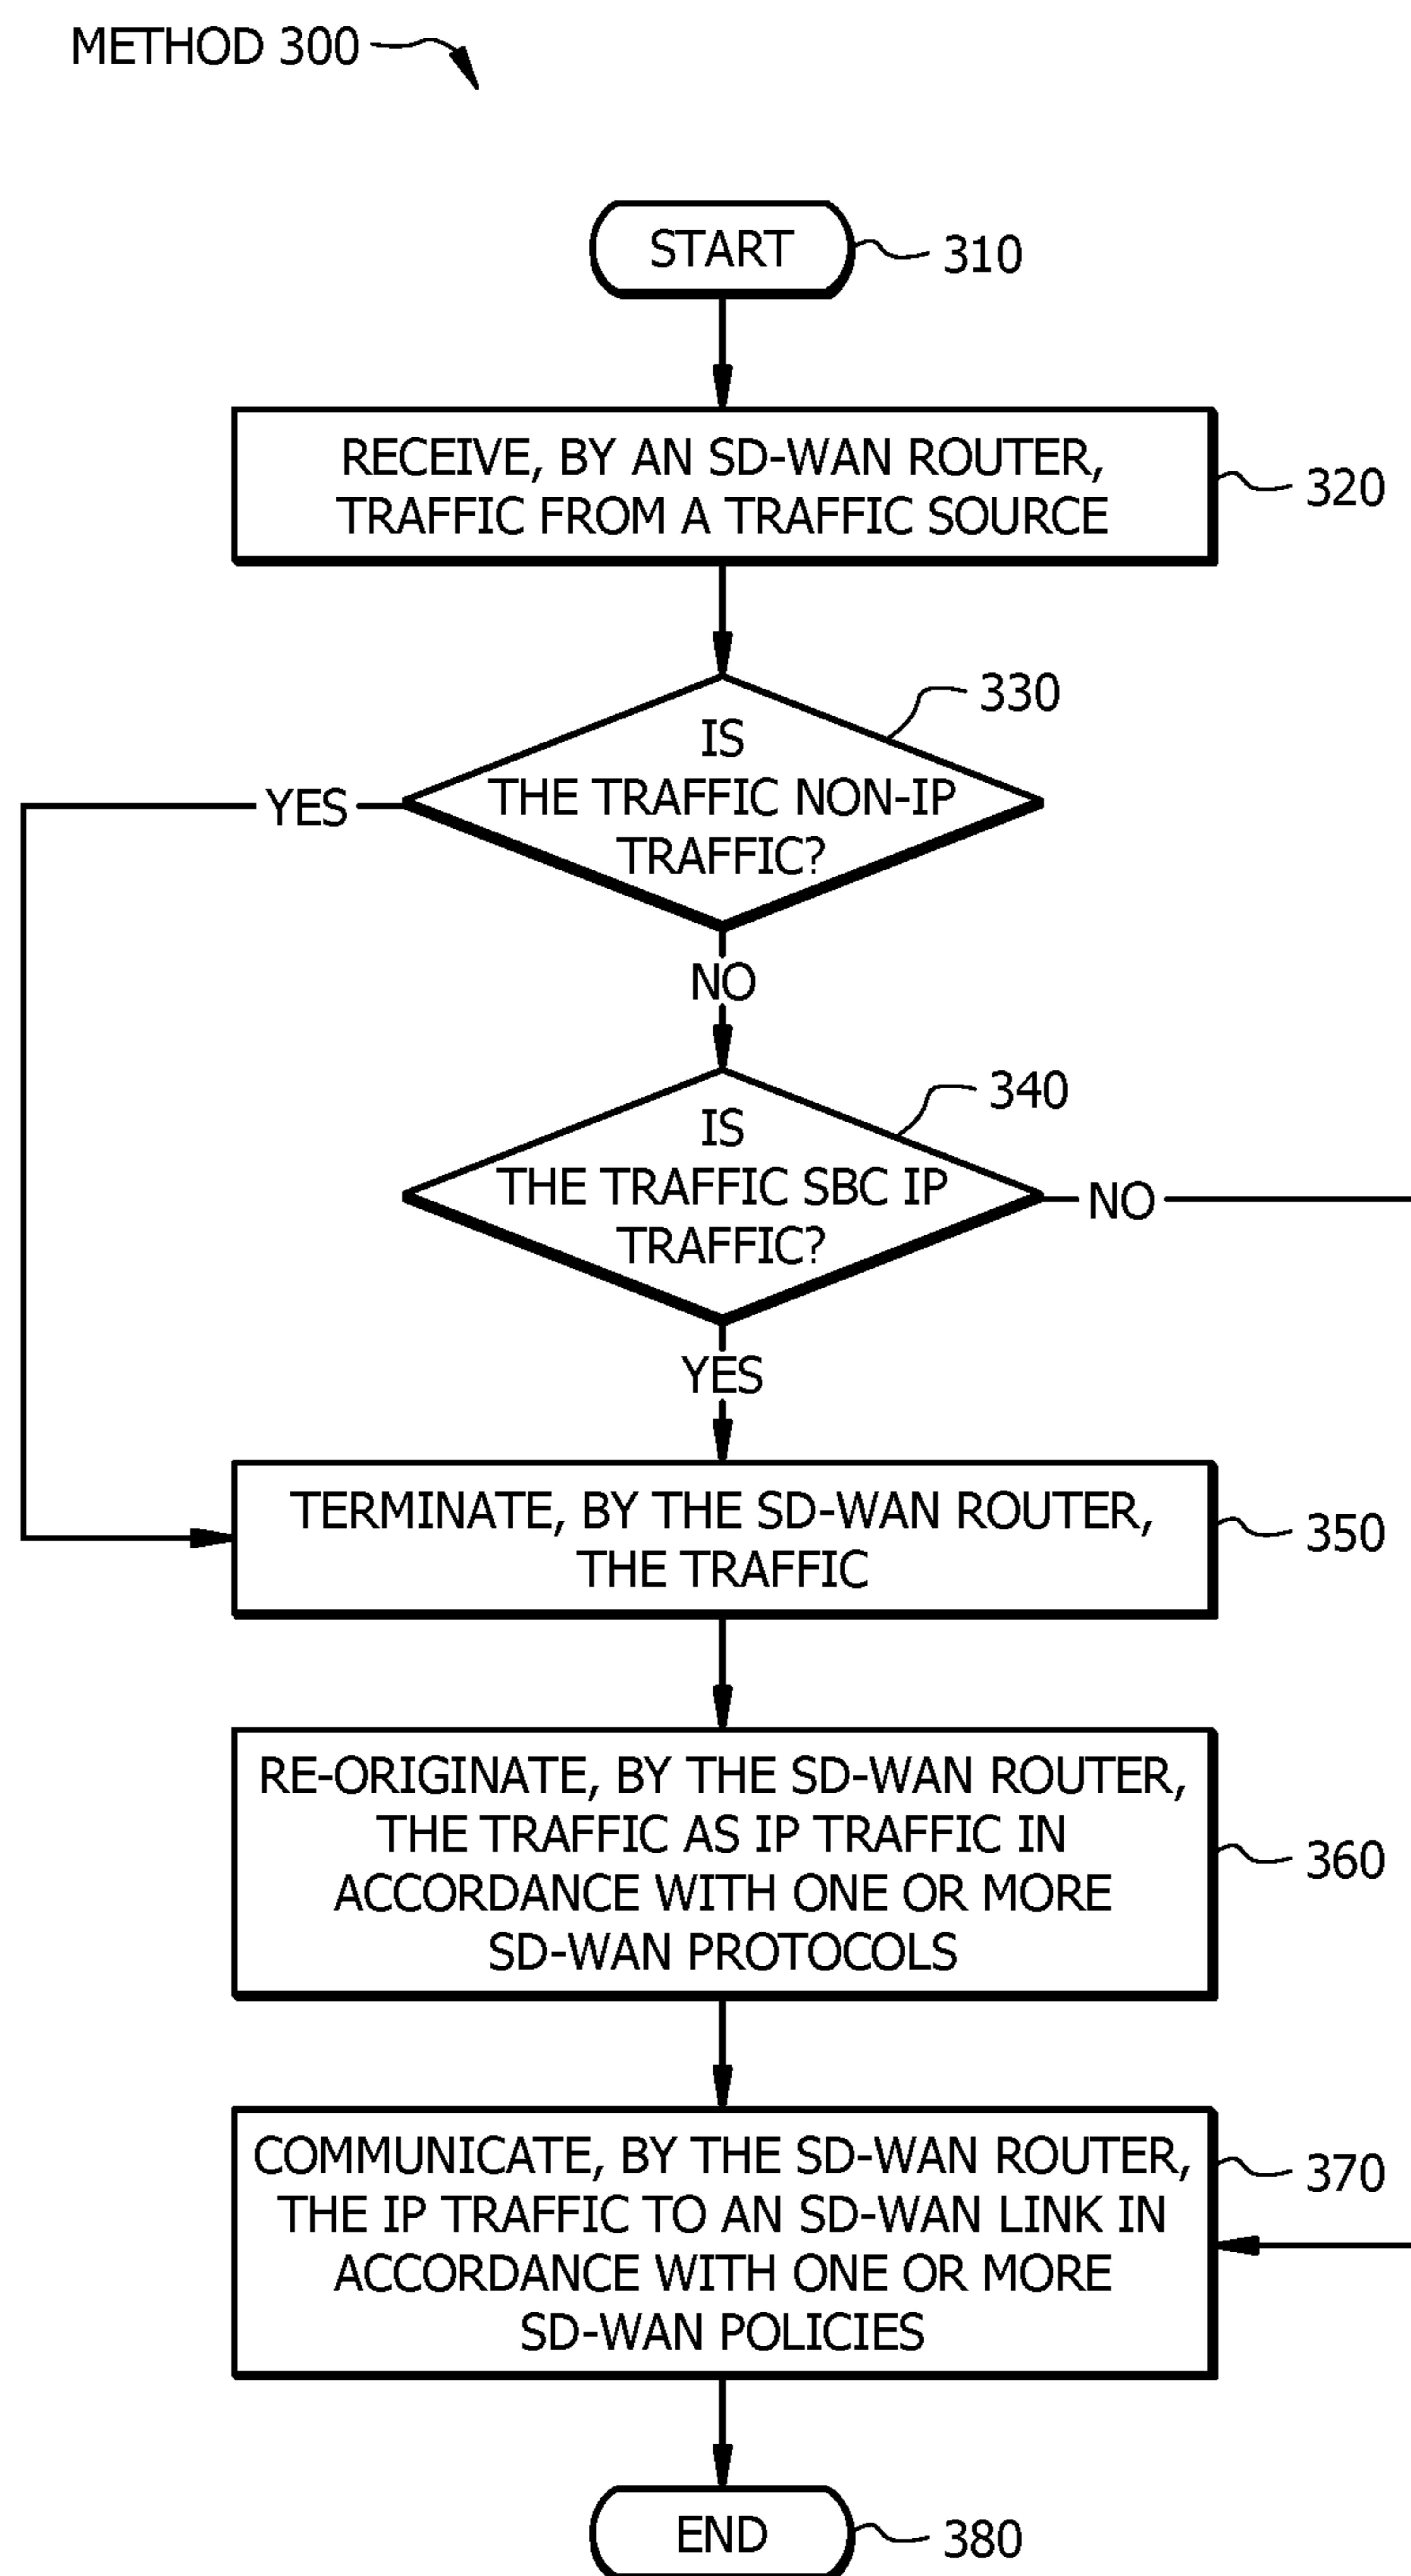 METHOD 300
START
310
RECEIVE, BY AN SD-WAN ROUTER,
TRAFFIC FROM A TRAFFIC SOURCE
320
330
IS
THE TRAFFIC NON-IP
TRAFFIC?
YES
NO
340
IS
THE TRAFFIC SBC IP
TRAFFIC?
NO
YES
TERMINATE, BY THE SD-WAN ROUTER,
THE TRAFFIC
350
RE-ORIGINATE, BY THE SD-WAN ROUTER,
THE TRAFFIC AS IP TRAFFIC IN
ACCORDANCE WITH ONE OR MORE
SD-WAN PROTOCOLS
360
COMMUNICATE, BY THE SD-WAN ROUTER,
THE IP TRAFFIC TO AN SD-WAN LINK IN
ACCORDANCE WITH ONE OR MORE
SD-WAN POLICIES
370
END
380